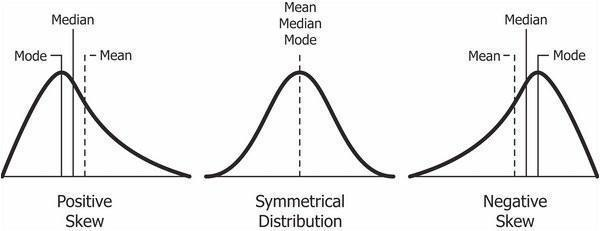 Median
Mode
Mean
Positive
Skew
Mean
Median
Mode
Symmetrical
Distribution
Median
Mean
Mode
Negative
Skew